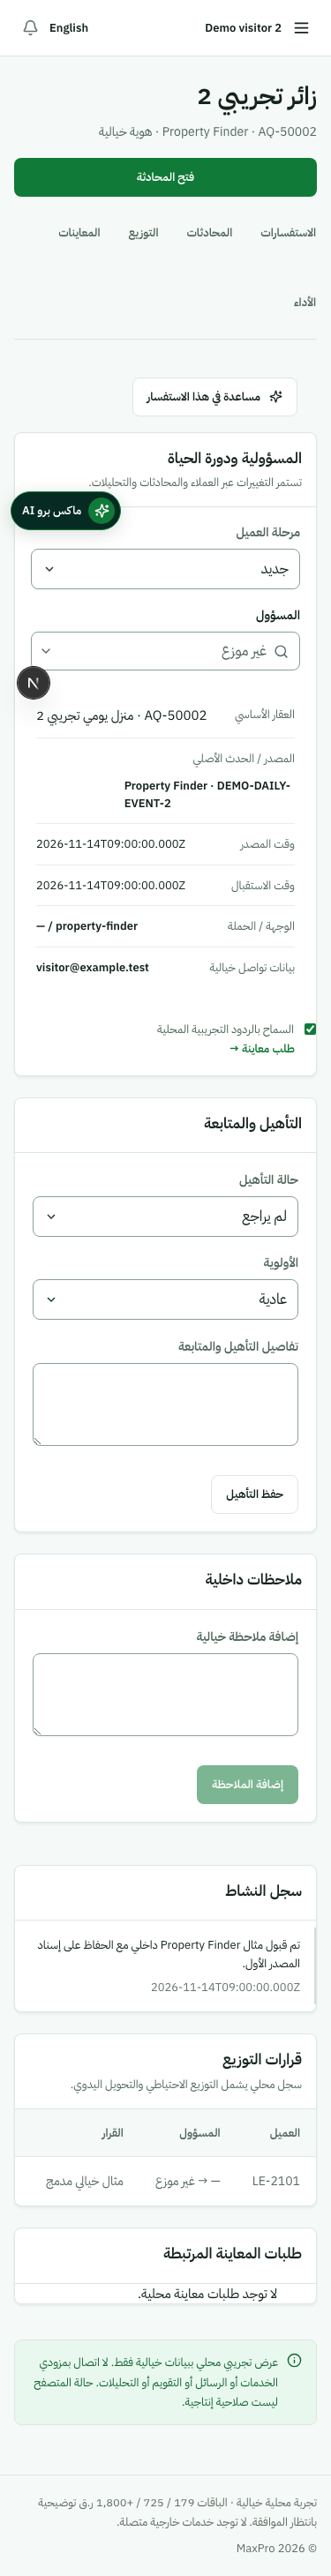 English
Demo visitor 2
زائر تجريبي 2
هوية خيالية · Property Finder · AQ-50002
فتح المحادثة
الاستفسارات
المحادثات
التوزيع
المعاينات
الأداء
مساعدة في هذا الاستفسار
المسؤولية ودورة الحياة
تستمر التغييرات عبر العملاء والمحادثات والتحليلات.
ماكس برو AI
مرحلة العميل
جديد
المسؤول
غير موزع
N
العقار الأساسي
AQ-50002 · منزل يومي تجريبي 2
المصدر / الحدث الأصلي
Property Finder · DEMO-DAILY-
EVENT-2
وقت المصدر
2026-11-14T09:00:00.000Z
وقت الاستقبال
2026-11-14T09:00:00.000Z
الوجهة / الحملة
— / property-finder
بيانات تواصل خيالية
visitor@example.test
السماح بالردود التجريبية المحلية
طلب معاينة →
التأهيل والمتابعة
حالة التأهيل
لم يراجع
الأولوية
عادية
تفاصيل التأهيل والمتابعة
حفظ التأهيل
ملاحظات داخلية
إضافة ملاحظة خيالية
إضافة الملاحظة
سجل النشاط
تم قبول مثال Property Finder داخلي مع الحفاظ على إسناد
المصدر الأول.
2026-11-14T09:00:00.000Z
قرارات التوزيع
سجل محلي يشمل التوزيع الاحتياطي والتحويل اليدوي.
العميل
المسؤول
القرار
LE-2101
— → غير موزع
مثال خيالي مدمج
طلبات المعاينة المرتبطة
لا توجد طلبات معاينة محلية.
عرض تجريبي محلي ببيانات خيالية فقط. لا اتصال بمزودي
الخدمات أو الرسائل أو التقويم أو التحليلات. حالة المتصفح
ليست صلاحية إنتاجية.
تجربة محلية خيالية · الباقات 179 / 725 / +1,800 ر.ق توضيحية
بانتظار الموافقة. لا توجد خدمات خارجية متصلة.
© 2026 MaxPro